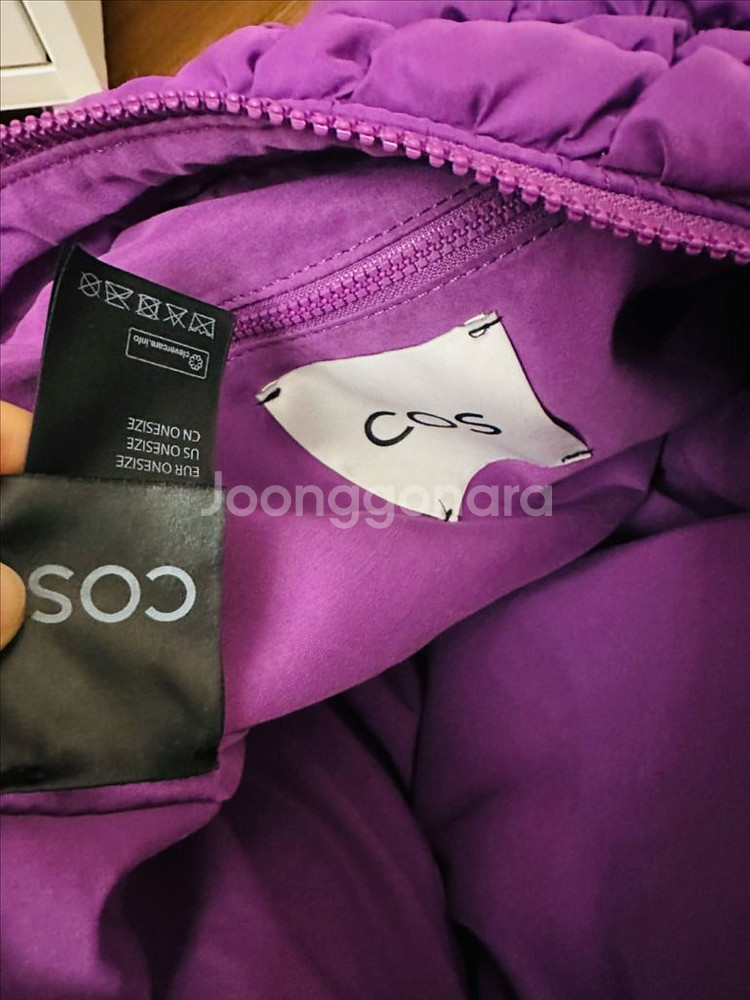 clevercare.info
EUR ONESIZE
US ONESIZE
CN ONESIZE
COS
COS
Joonggonara